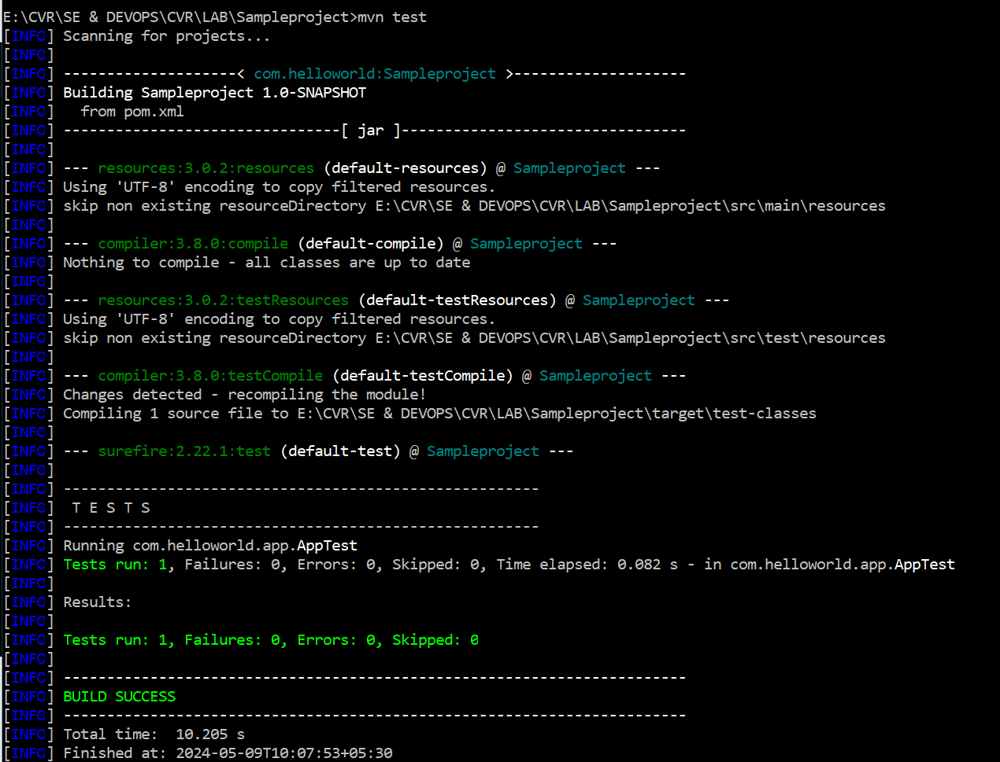 E:\CVR\SE & DEVOPS\CVR\LAB\Sampleproject>mvn test
[INFO] Scanning for projects...
[INFO]
[INFO] --------------------< com.helloworld:Sampleproject >--------------------
[INFO] Building Sampleproject 1.0-SNAPSHOT
[INFO]   from pom.xml
[INFO] --------------------------------[ jar ]---------------------------------
[INFO]
[INFO] --- resources:3.0.2:resources (default-resources) @ Sampleproject ---
[INFO] Using 'UTF-8' encoding to copy filtered resources.
[INFO] skip non existing resourceDirectory E:\CVR\SE & DEVOPS\CVR\LAB\Sampleproject\src\main\resources
[INFO]
[INFO] --- compiler:3.8.0:compile (default-compile) @ Sampleproject ---
[INFO] Nothing to compile - all classes are up to date
[INFO]
[INFO] --- resources:3.0.2:testResources (default-testResources) @ Sampleproject ---
[INFO] Using 'UTF-8' encoding to copy filtered resources.
[INFO] skip non existing resourceDirectory E:\CVR\SE & DEVOPS\CVR\LAB\Sampleproject\src\test\resources
[INFO]
[INFO] --- compiler:3.8.0:testCompile (default-testCompile) @ Sampleproject ---
[INFO] Changes detected - recompiling the module!
[INFO] Compiling 1 source file to E:\CVR\SE & DEVOPS\CVR\LAB\Sampleproject\target\test-classes
[INFO]
[INFO] --- surefire:2.22.1:test (default-test) @ Sampleproject ---
[INFO]
[INFO] -------------------------------------------------------
[INFO]  T E S T S
[INFO] -------------------------------------------------------
[INFO] Running com.helloworld.app.AppTest
[INFO] Tests run: 1, Failures: 0, Errors: 0, Skipped: 0, Time elapsed: 0.082 s - in com.helloworld.app.AppTest
[INFO]
[INFO] Results:
[INFO]
[INFO] Tests run: 1, Failures: 0, Errors: 0, Skipped: 0
[INFO]
[INFO] ------------------------------------------------------------------------
[INFO] BUILD SUCCESS
[INFO] ------------------------------------------------------------------------
[INFO] Total time:  10.205 s
[INFO] Finished at: 2024-05-09T10:07:53+05:30